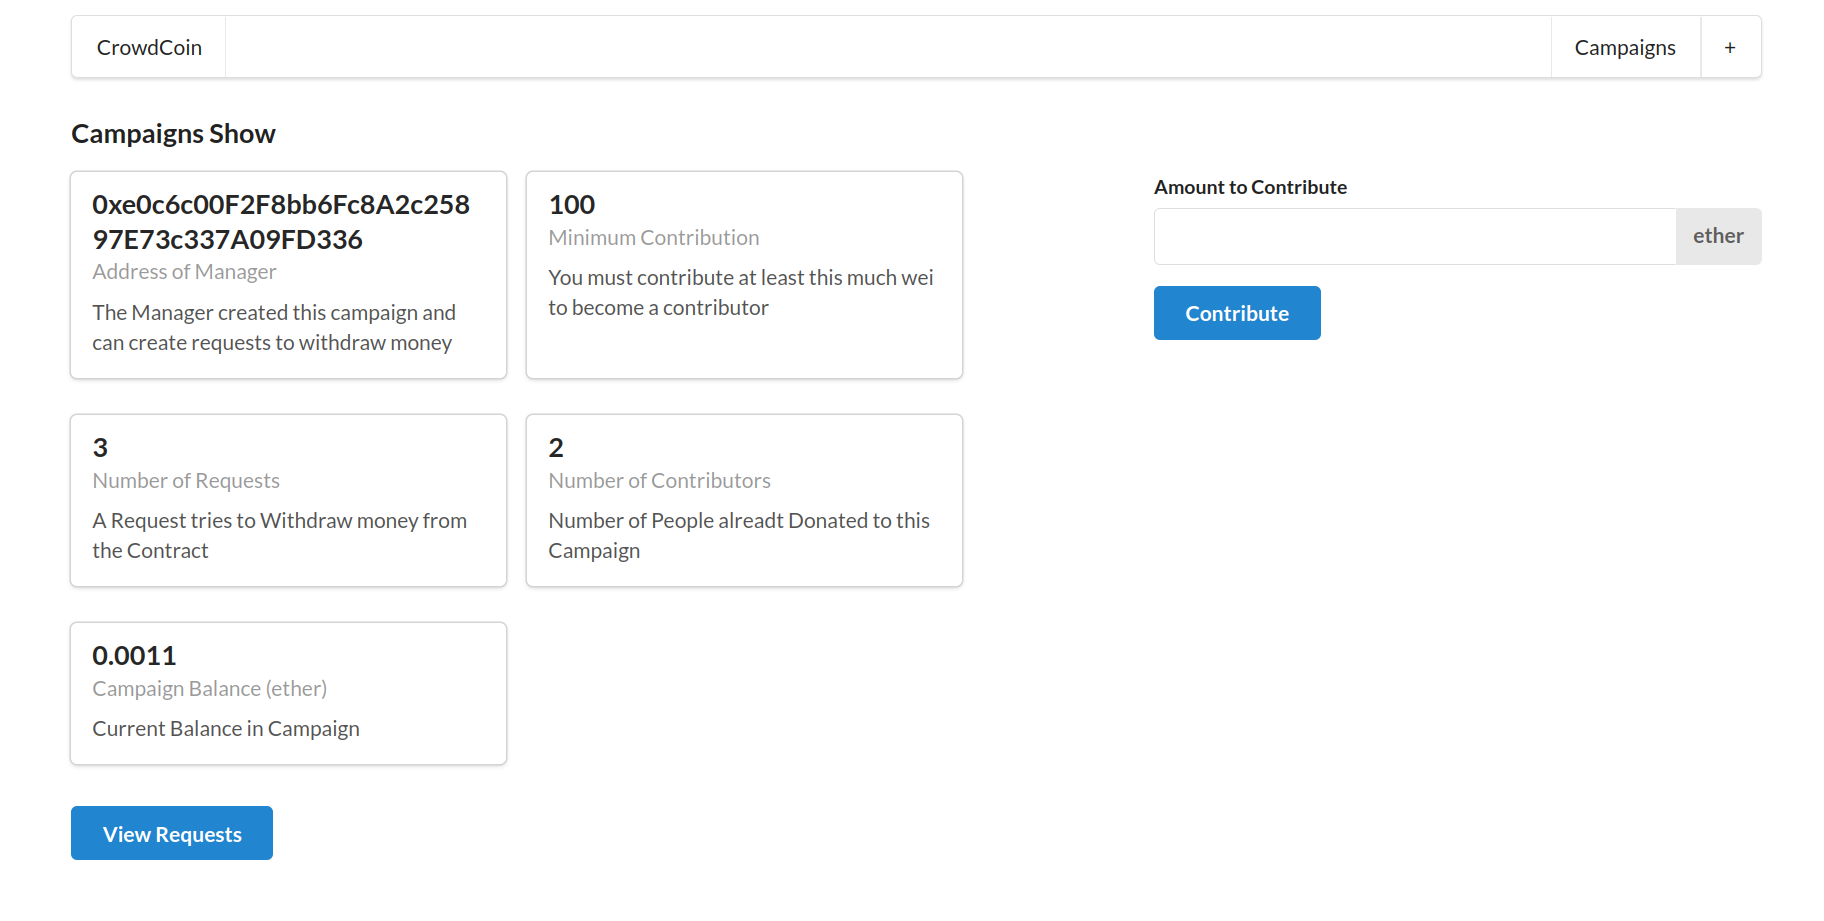 CrowdCoin
Campaigns
+
Campaigns Show
0xe0c6c00F2F8bb6Fc8A2c258
97E73c337A09FD336
Address of Manager
The Manager created this campaign and
can create requests to withdraw money
100
Minimum Contribution
You must contribute at least this much wei
to become a contributor
3
Number of Requests
A Request tries to Withdraw money from
the Contract
2
Number of Contributors
Number of People alreadt Donated to this
Campaign
0.0011
Campaign Balance (ether)
Current Balance in Campaign
View Requests
Amount to Contribute
ether
Contribute